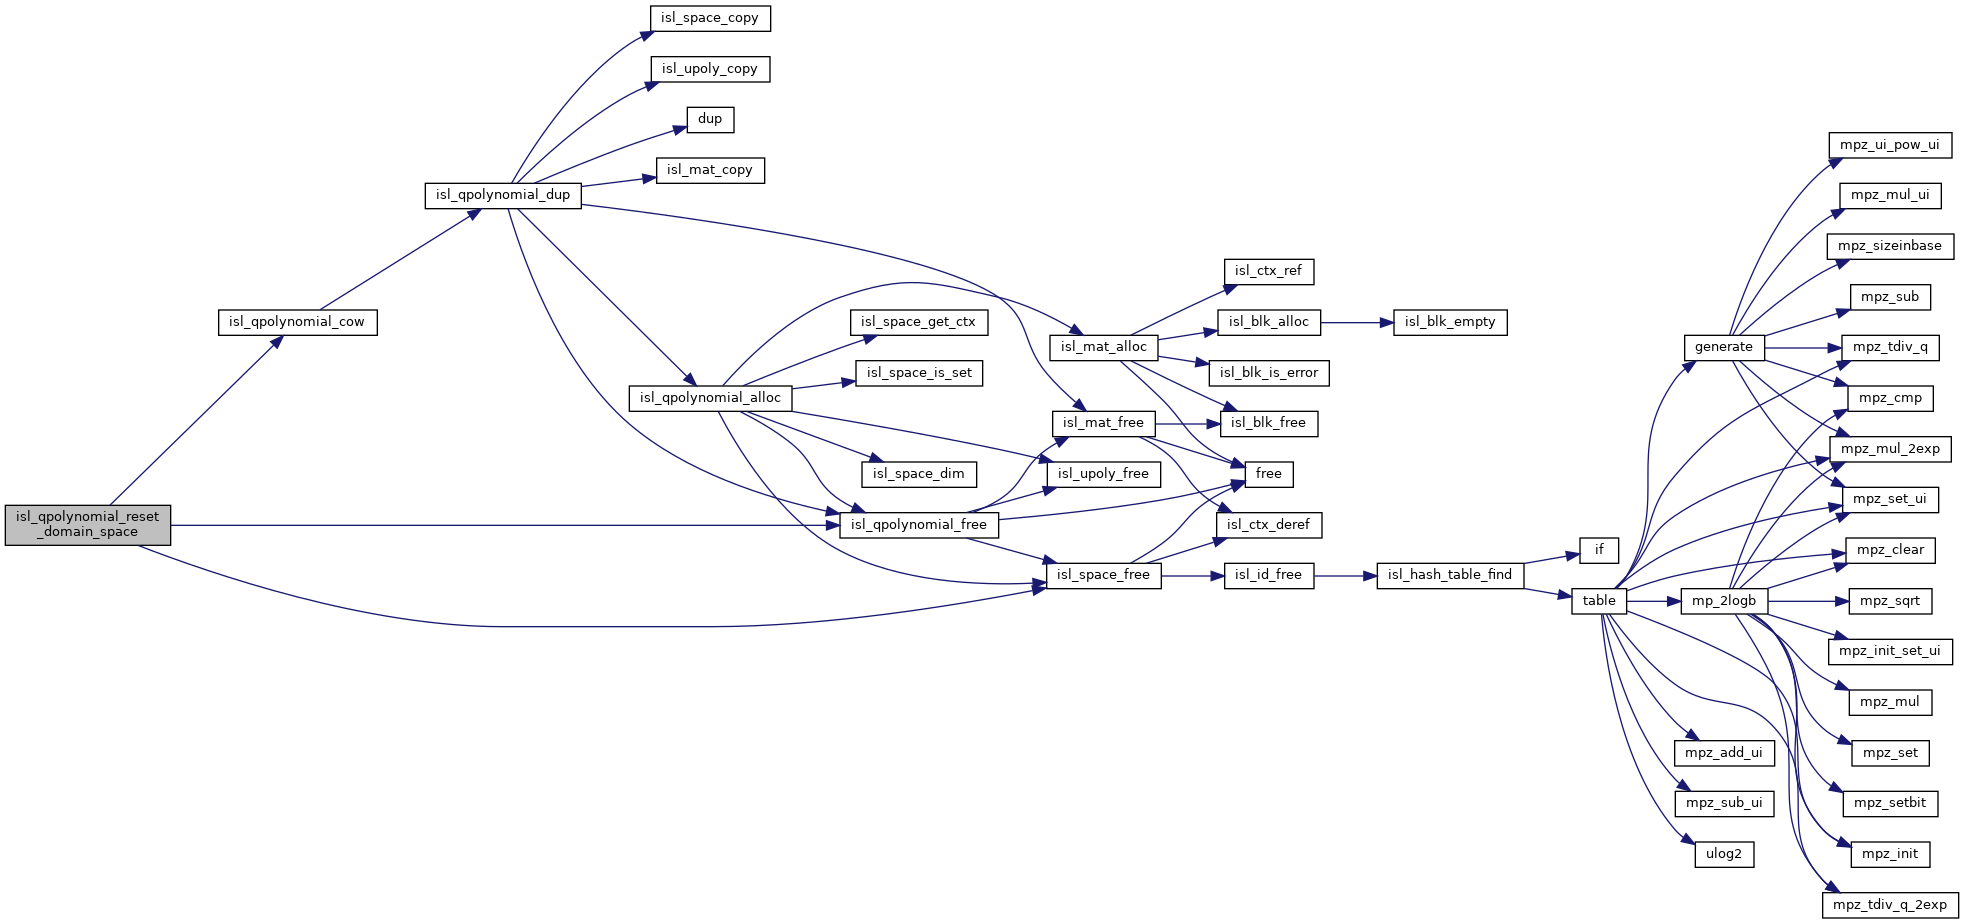 isl_qpolynomial_reset
_domain_space
isl_qpolynomial_cow
isl_qpolynomial_dup
isl_space_copy
isl_upoly_copy
dup
isl_mat_copy
isl_qpolynomial_alloc
isl_qpolynomial_free
isl_space_get_ctx
isl_space_is_set
isl_space_dim
isl_mat_alloc
isl_mat_free
isl_upoly_free
isl_space_free
isl_ctx_ref
isl_blk_alloc
isl_blk_is_error
isl_blk_free
free
isl_ctx_deref
isl_id_free
isl_blk_empty
isl_hash_table_find
if
table
generate
mp_2logb
mpz_add_ui
mpz_sub_ui
ulog2
mpz_ui_pow_ui
mpz_mul_ui
mpz_sizeinbase
mpz_sub
mpz_tdiv_q
mpz_cmp
mpz_mul_2exp
mpz_set_ui
mpz_clear
mpz_sqrt
mpz_init_set_ui
mpz_mul
mpz_set
mpz_setbit
mpz_init
mpz_tdiv_q_2exp